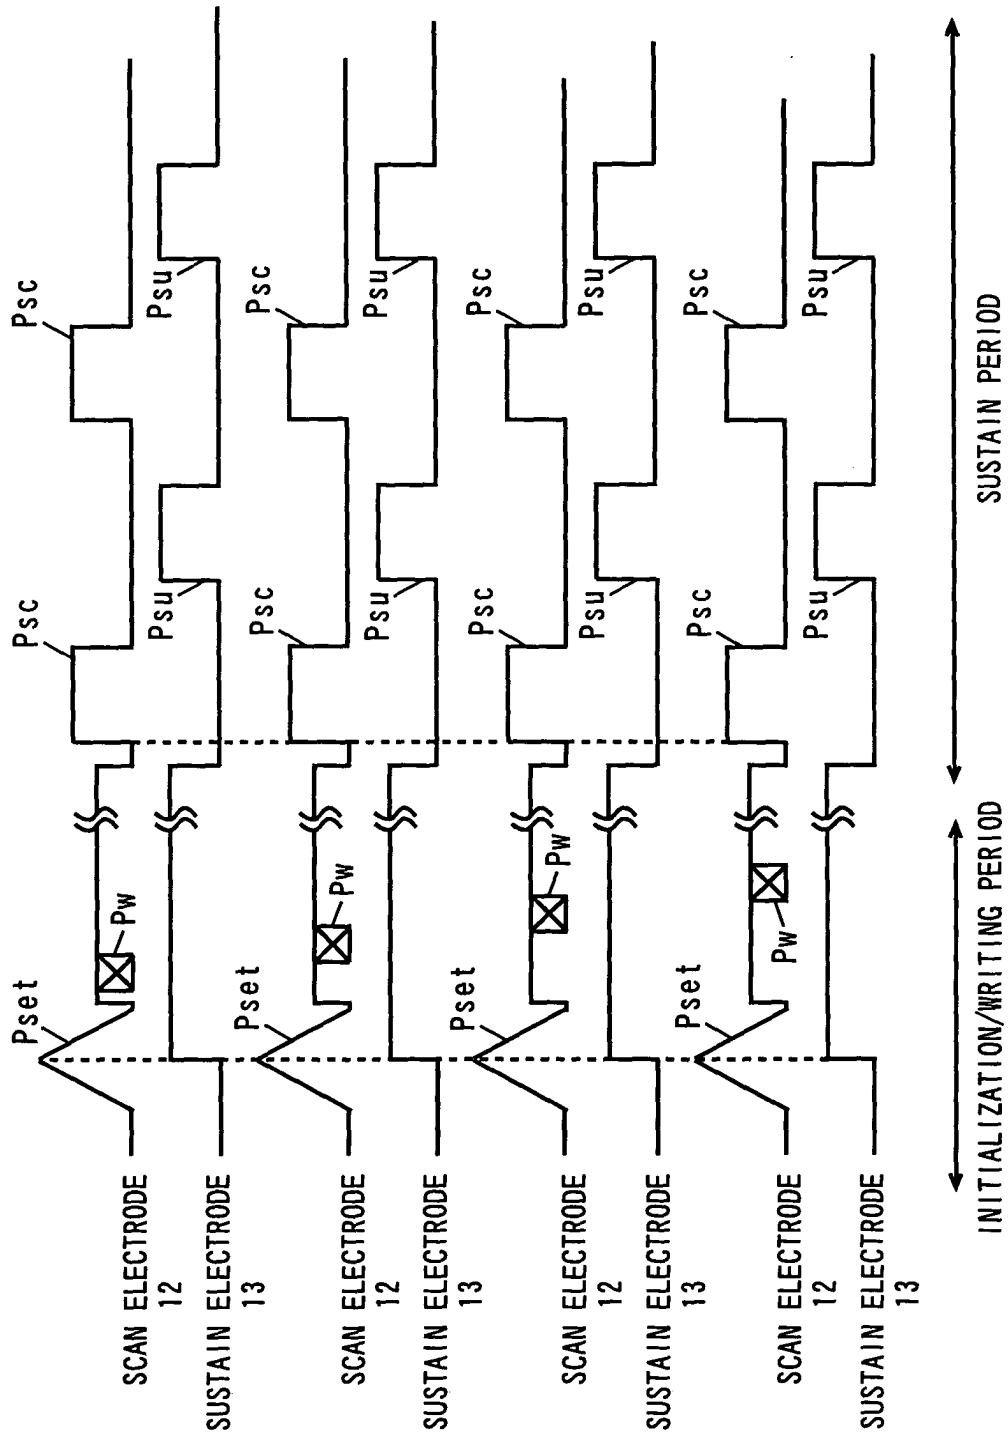 SCAN ELECTRODE
12
Pset
Pw
Psc
Psc
SUSTAIN ELECTRODE
13
Psu
Psu
SCAN ELECTRODE
12
Pset
Pw
Psc
Psc
SUSTAIN ELECTRODE
13
Psu
Psu
SCAN ELECTRODE
12
Pset
Pw
Psc
Psc
SUSTAIN ELECTRODE
13
Psu
Psu
SCAN ELECTRODE
12
Pset
Pw
Psc
Psc
SUSTAIN ELECTRODE
13
Psu
Psu
INITIALIZATION/WRITING PERIOD
SUSTAIN PERIOD